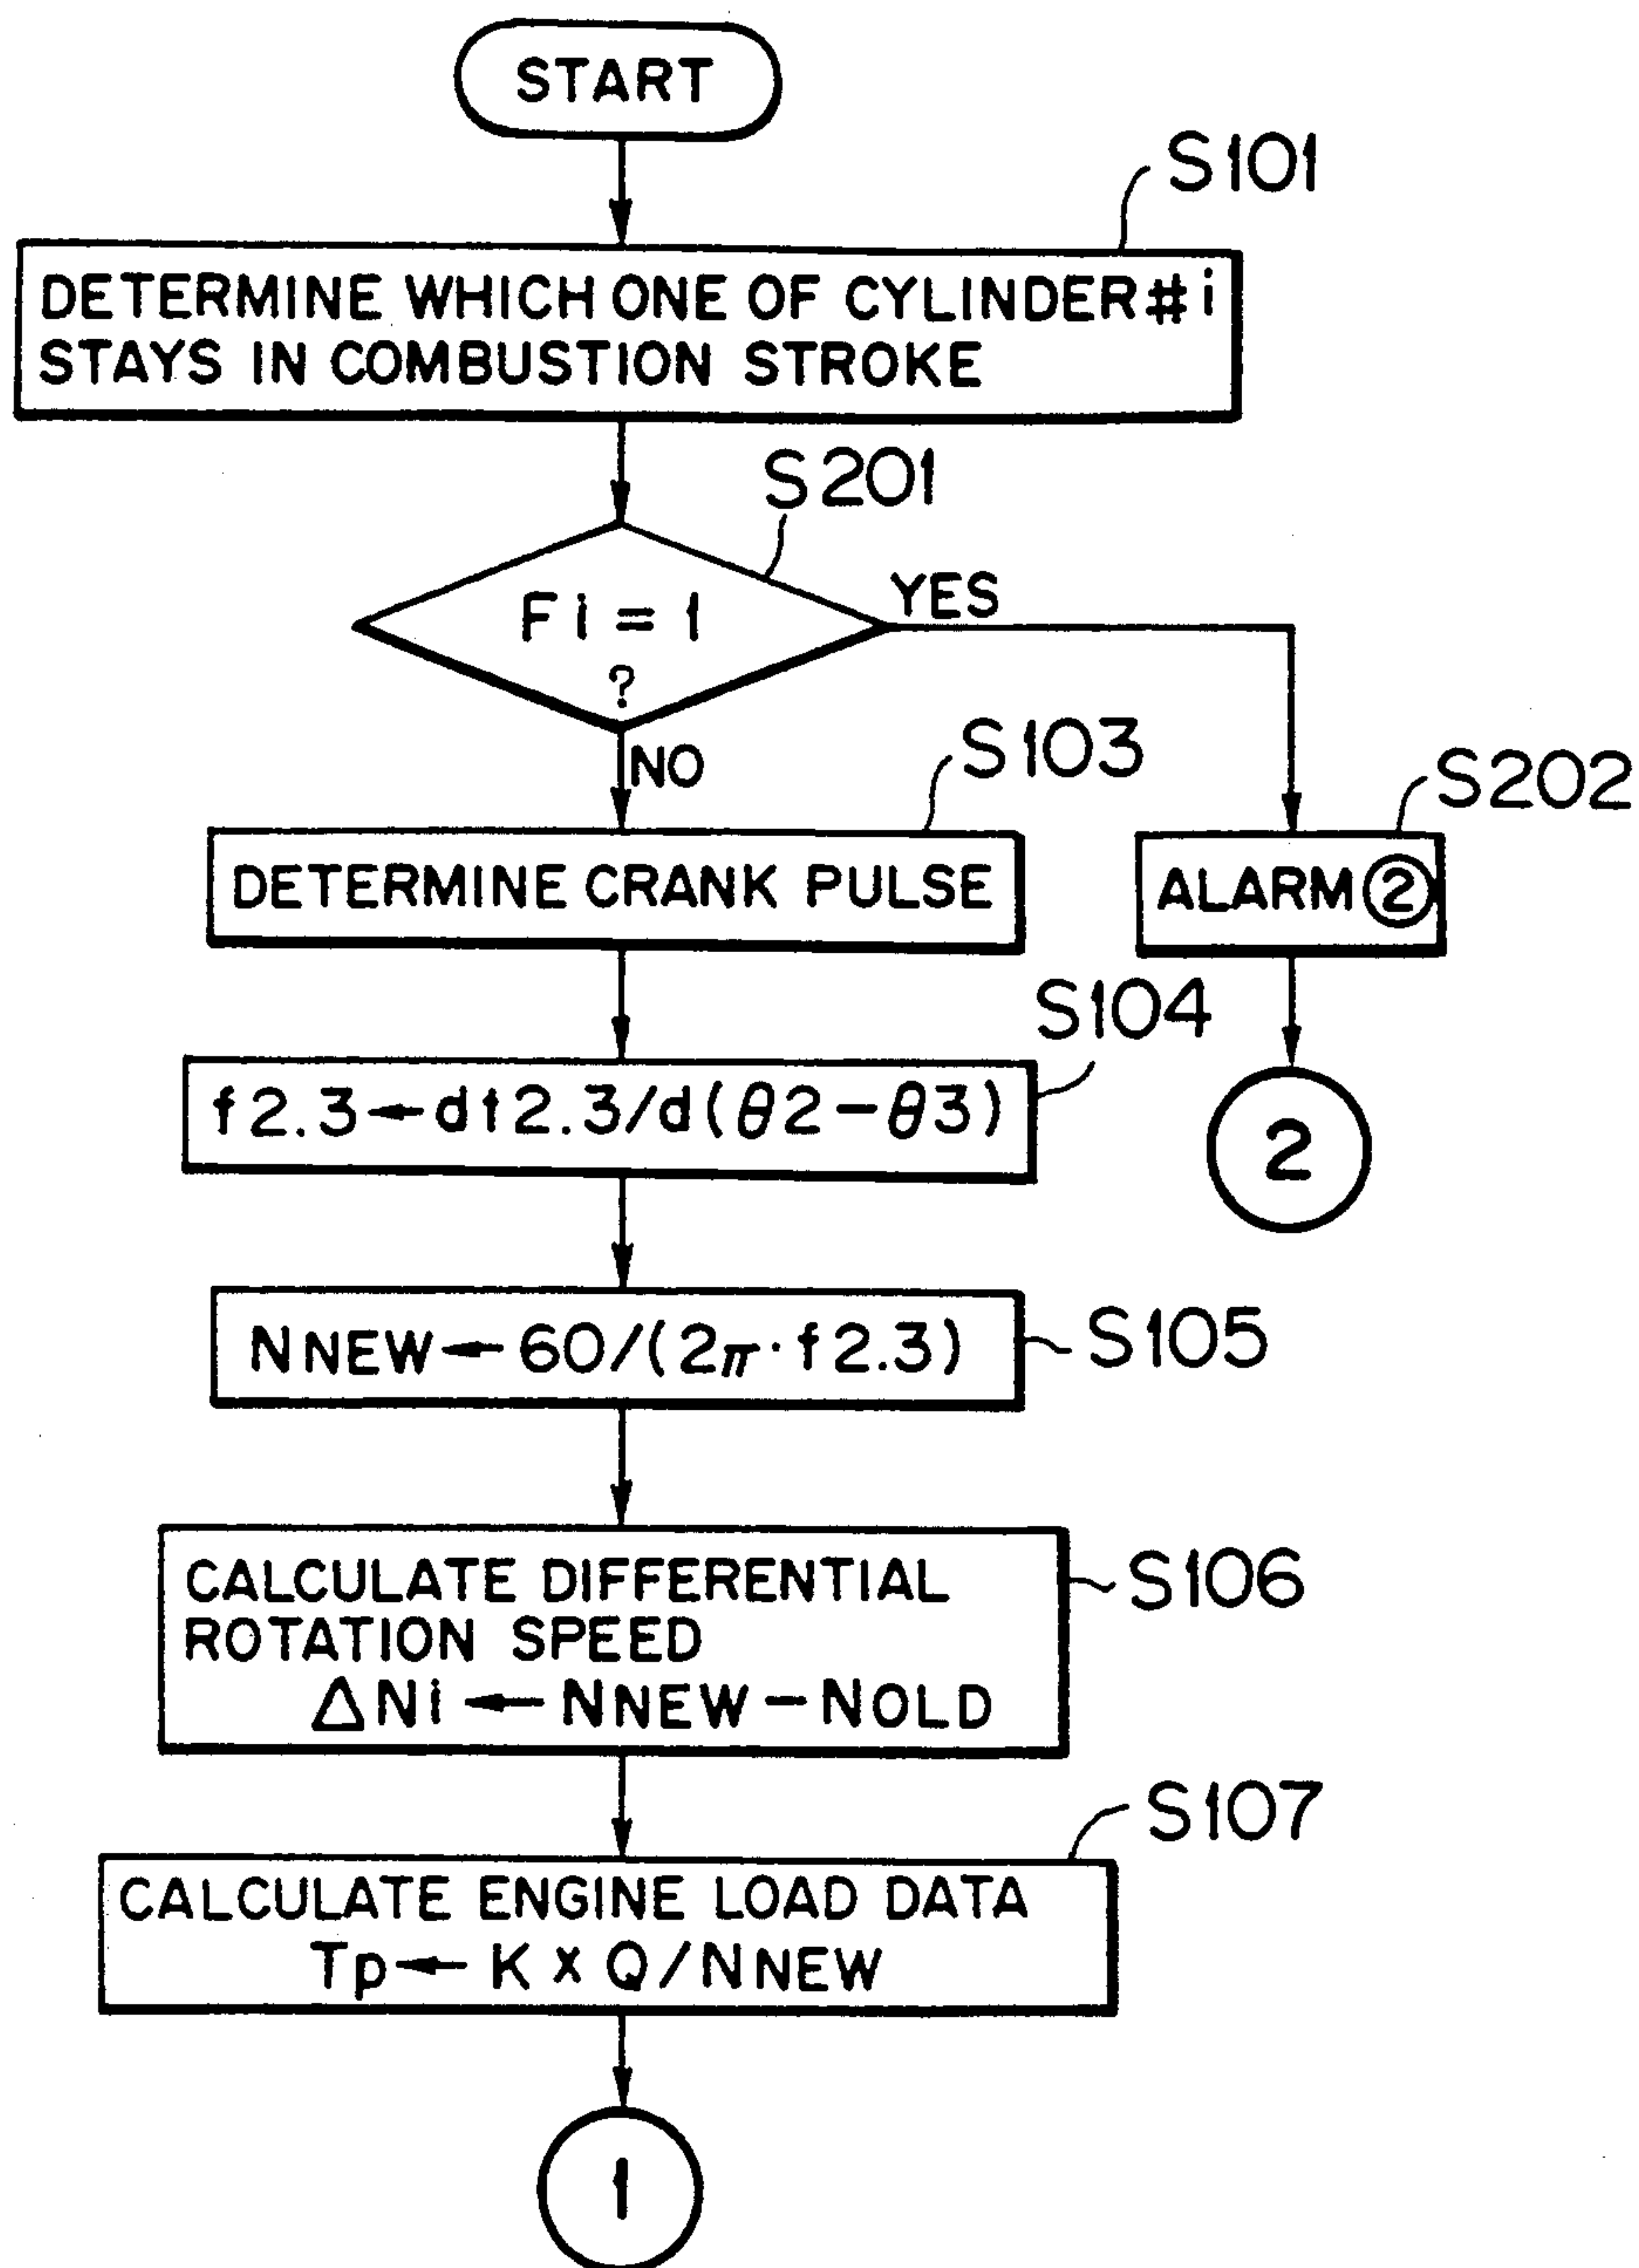 START
S101
DETERMINE WHICH ONE OF CYLINDER #i
STAYS IN COMBUSTION STROKE
S201
Fi = 1
?
YES
NO
S103
DETERMINE CRANK PULSE
S202
ALARM ②
S104
f2.3←dt2.3/d(θ2−θ3)
2
NNEW←60/(2π·f2.3)
S105
CALCULATE DIFFERENTIAL
ROTATION SPEED
ΔNi ← NNEW − NOLD
S106
S107
CALCULATE ENGINE LOAD DATA
Tp← K × Q/NNEW
1